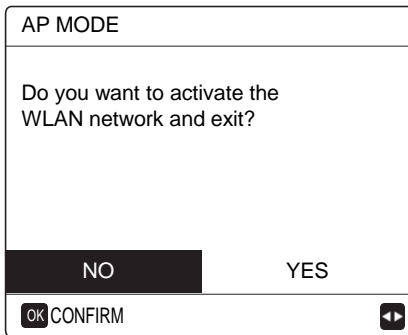 AP MODE
Do you want to activate the
WLAN network and exit?
NO YES
OK CONFIRM